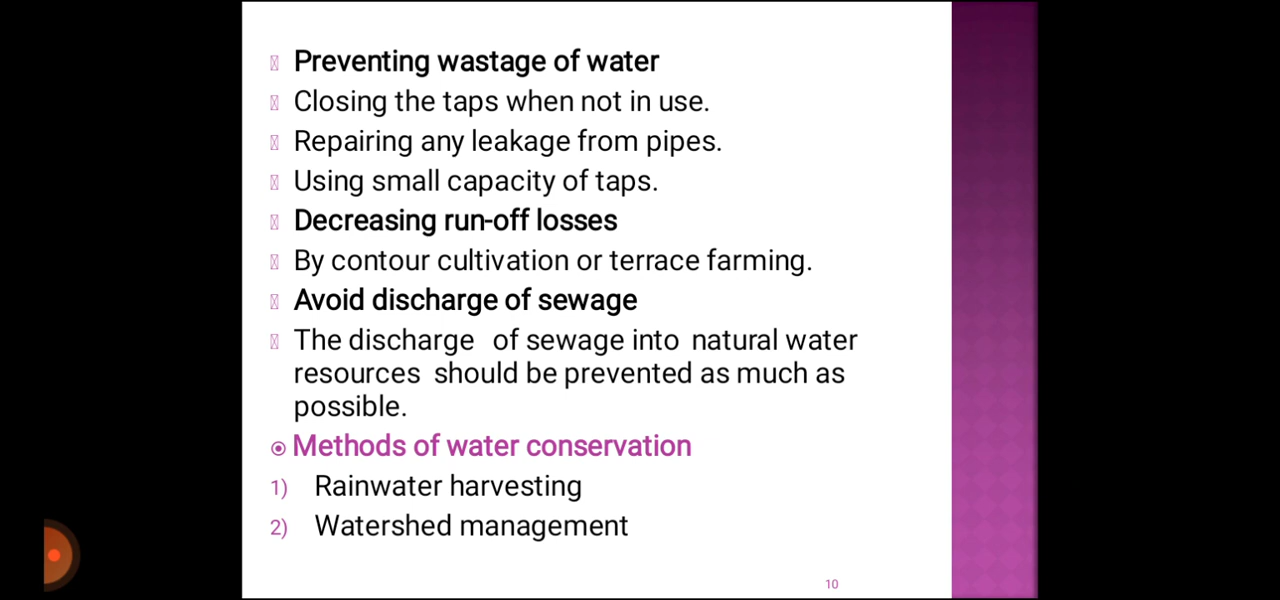 Preventing wastage of water
Closing the taps when not in use.
Repairing any leakage from pipes.
Using small capacity of taps.
Decreasing run-off losses
By contour cultivation or terrace farming.
Avoid discharge of sewage
The discharge of sewage into natural water
resources should be prevented as much as
possible.
Methods of water conservation
1) Rainwater harvesting
2) Watershed management
10